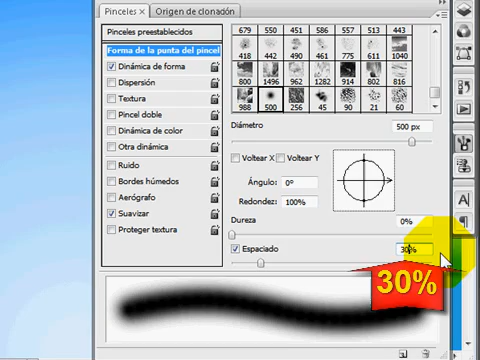 Pinceles × Origen de clonación
Pinceles preestablecidos
Forma de la punta del pincel
Dinámica de forma
Dispersión
Textura
Pincel doble
Dinámica de color
Otra dinámica
Ruido
Bordes húmedos
Aerógrafo
Suavizar
Proteger textura
679 550 451 586 284 513 443
418 442 490 461 775 611 1040
800 1496 962 1282 914 802 816
988 500 256 45 90 21 60
Diámetro 500 px
Voltear X Voltear Y
Ángulo: 0º
Redondez: 100%
Dureza 0%
Espaciado 30%
30%